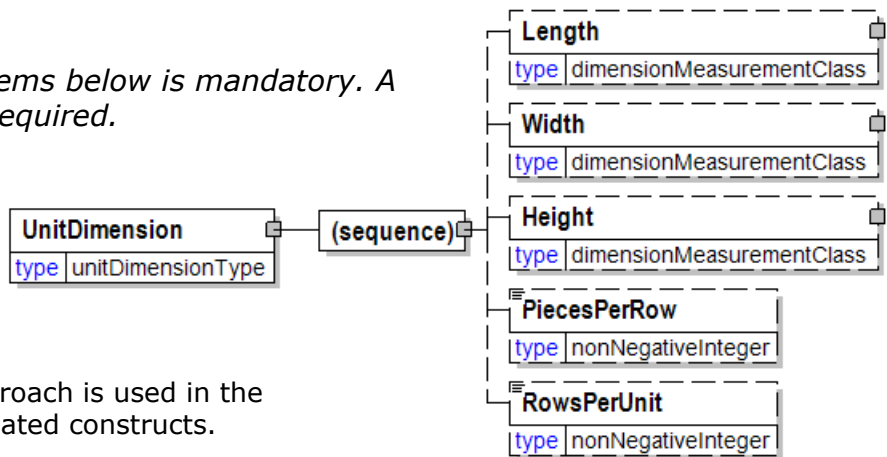 ems below is mandatory. A
equired.
UnitDimension
type unitDimensionType
(sequence)
Length
type dimensionMeasurementClass
Width
type dimensionMeasurementClass
Height
type dimensionMeasurementClass
PiecesPerRow
type nonNegativeInteger
RowsPerUnit
type nonNegativeInteger
roach is used in the
ated constructs.